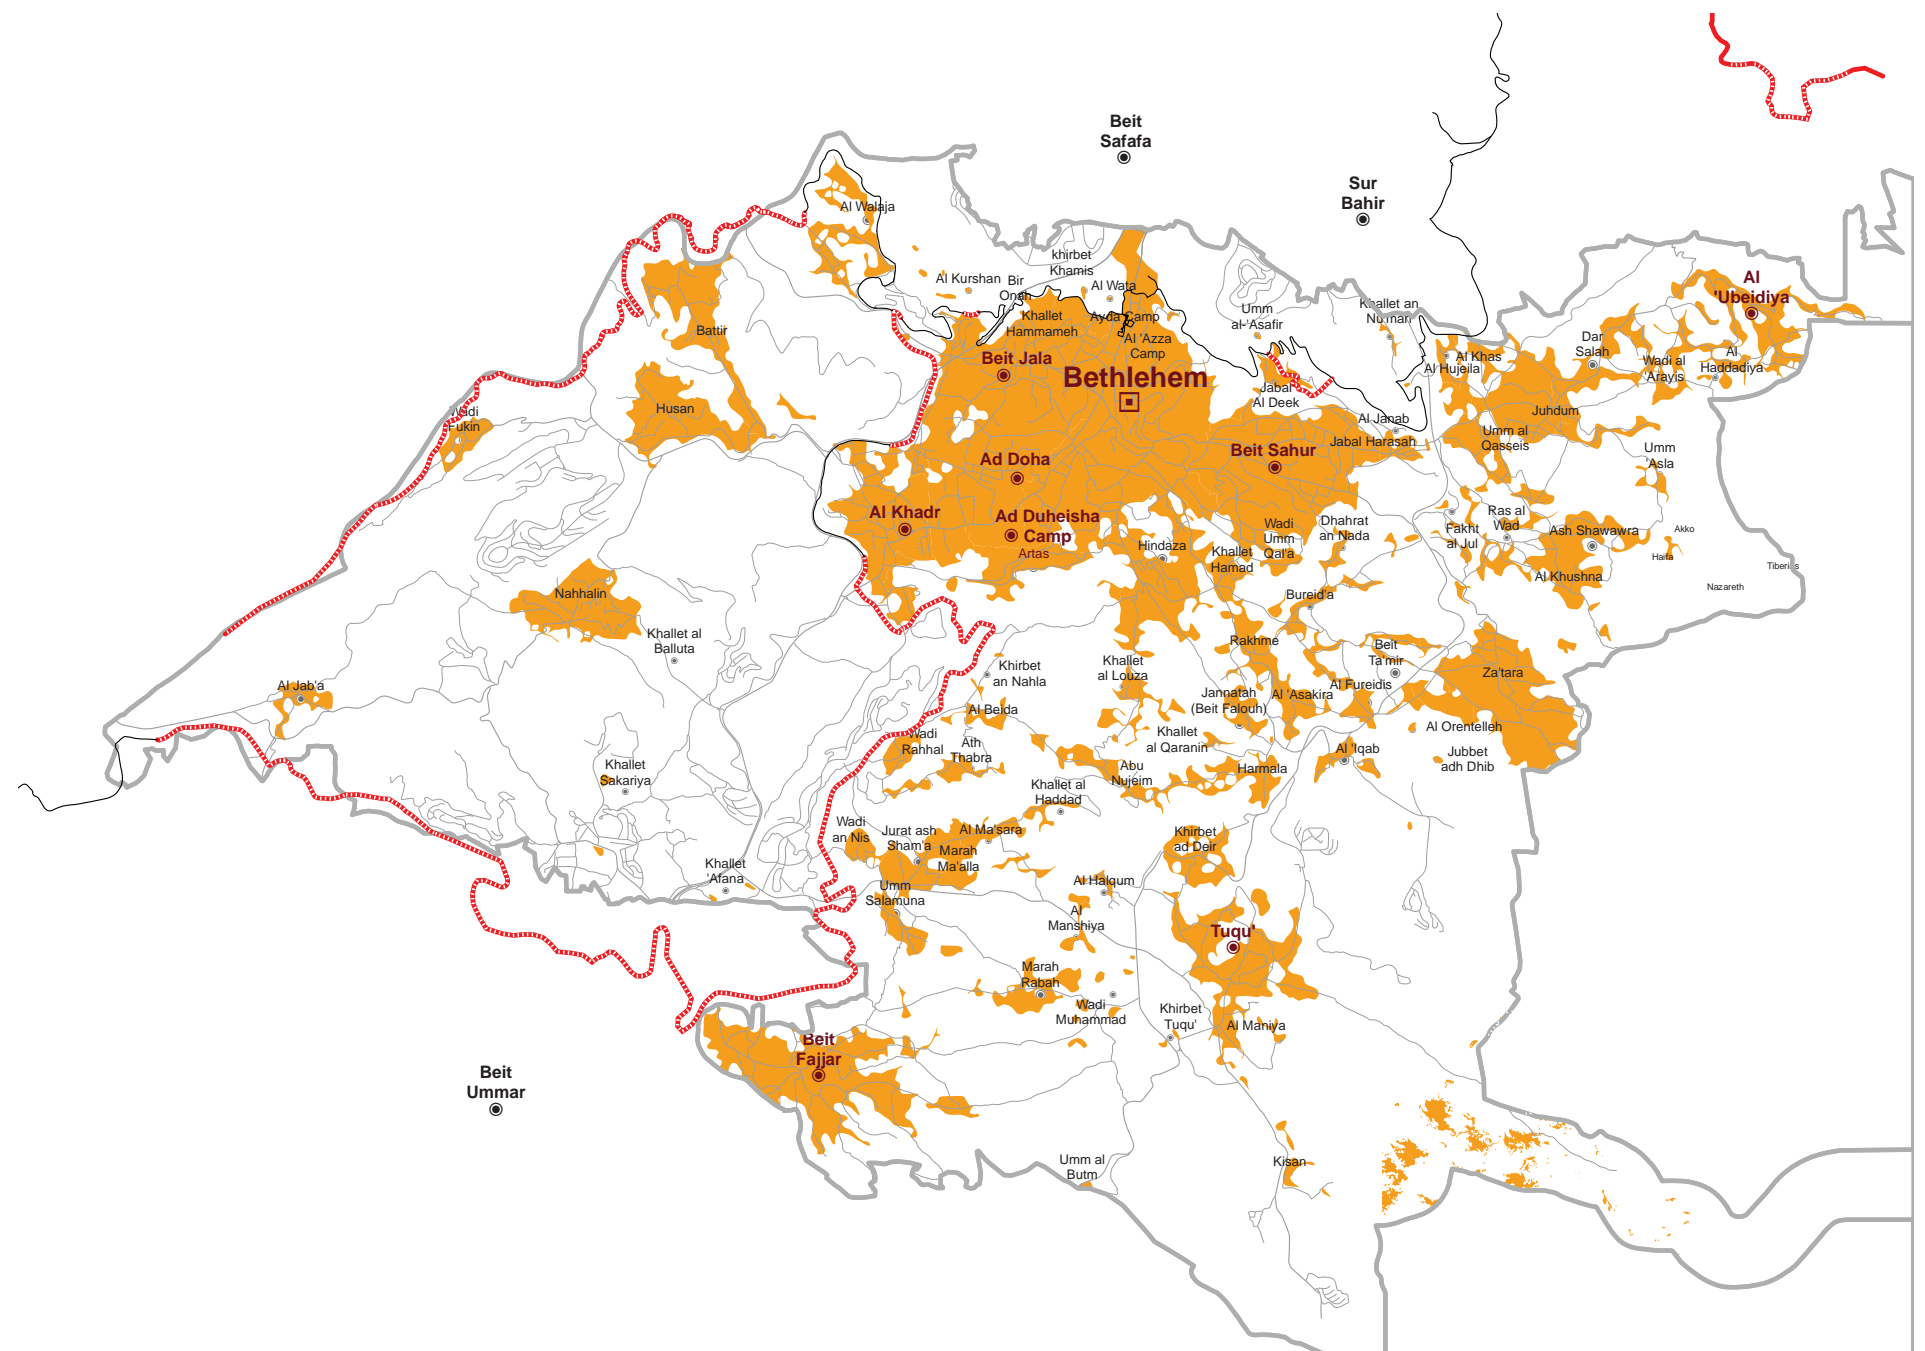 Beit
Safafa
Sur
Bahir
Al Walaja
khirbet
Khamis
Al Kurshan
Bir
Onah
Al Wata
Al
'Ubeidiya
Khallet an
Nu'man
Umm
al-'Asafir
Khallet
Hammameh
Ayda Camp
Battir
Al 'Azza
Camp
Dar
Salah
Beit Jala
Al Khas
Al Hujeila
Wadi al
'Arayis
Al
Haddadiya
Bethlehem
Jabal
Al Deek
Husan
Wadi
Fukin
Al Janab
Juhdum
Jabal Harasah
Umm al
Qasseis
Beit Sahur
Ad Doha
Umm
'Asla
Al Khadr
Ad Duheisha
Camp
Artas
Wadi
Umm
Qal'a
Dhahrat
an Nada
Ras al
Wad
Fakht
al Jul
Ash Shawawra
Akko
Hindaza
Khallet
Hamad
Haifa
Tiberias
Al Khushna
Nazareth
Nahhalin
Bureid'a
Khallet al
Balluta
Rakhme
Beit
Ta'mir
Khirbet
an Nahla
Khallet
al Louza
Za'tara
Al Jab'a
Jannatah
(Beit Falouh)
Al 'Asakira
Al Fureidis
Al Beida
Al Orentelleh
Wadi
Rahhal
Ath
Thabra
Khallet
al Qaranin
Al 'Iqab
Jubbet
adh Dhib
Khallet
Sakariya
Abu
Nujeim
Harmala
Khallet al
Haddad
Wadi
an Nis
Jurat ash
Sham'a
Al Ma'sara
Marah
Ma'alla
Khirbet
ad Deir
Khallet
'Afana
Umm
Salamuna
Al Halqum
Al
Manshiya
Tuqu'
Marah
Rabah
Wadi
Muhammad
Khirbet
Tuqu'
Al Maniya
Beit
Fajjar
Beit
Ummar
Umm al
Butm
Kisan